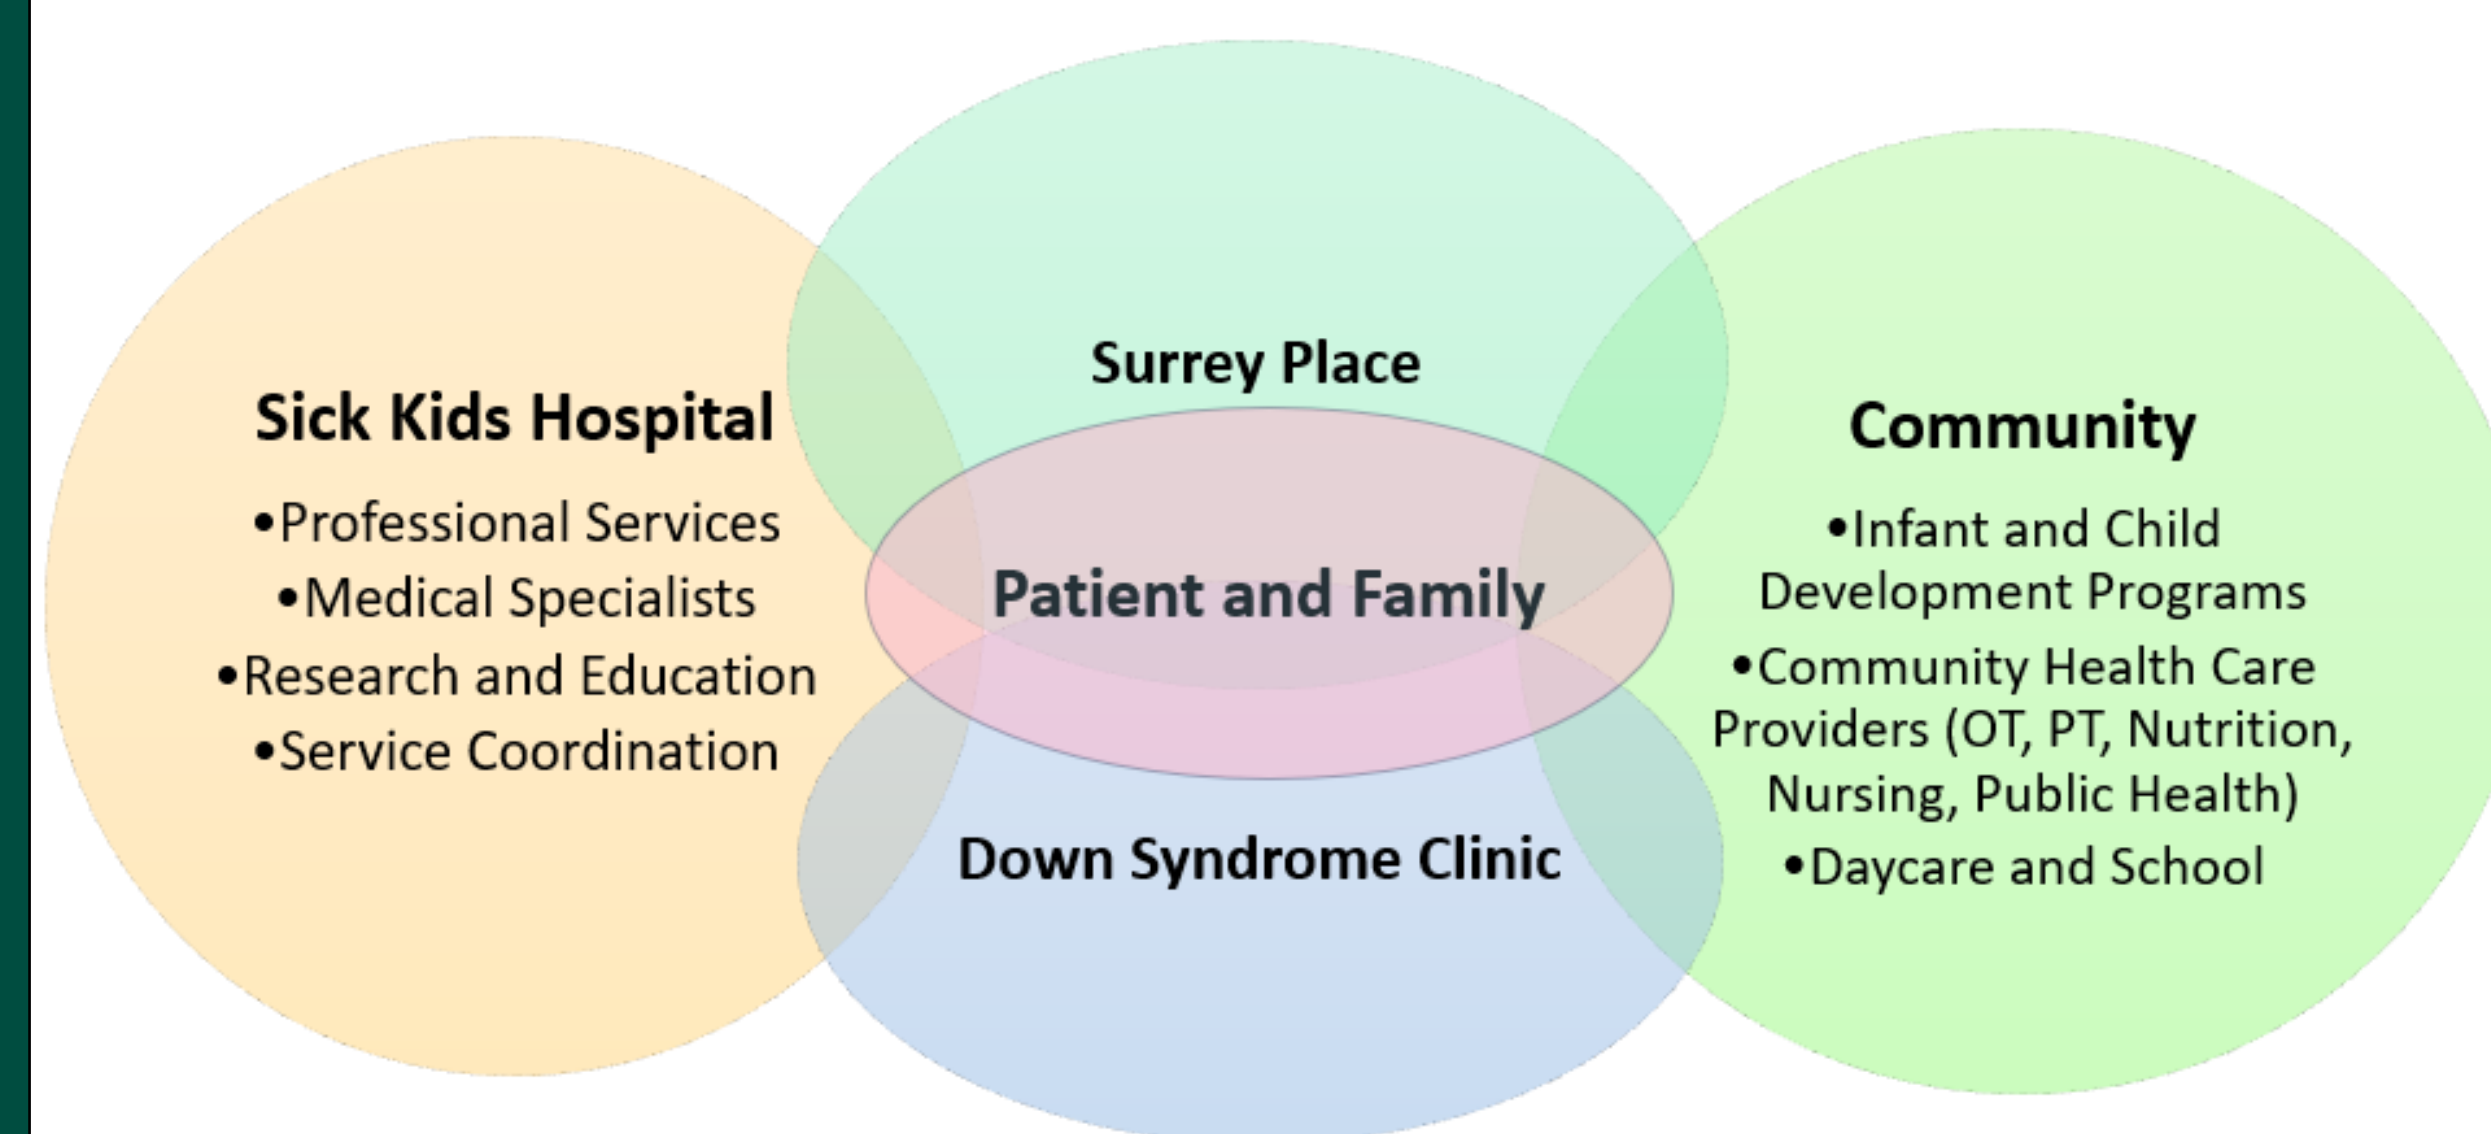 Sick Kids Hospital
•Professional Services
•Medical Specialists
•Research and Education
•Service Coordination
Surrey Place
Patient and Family
Down Syndrome Clinic
Community
•Infant and Child
Development Programs
•Community Health Care
Providers (OT, PT, Nutrition,
Nursing, Public Health)
•Daycare and School